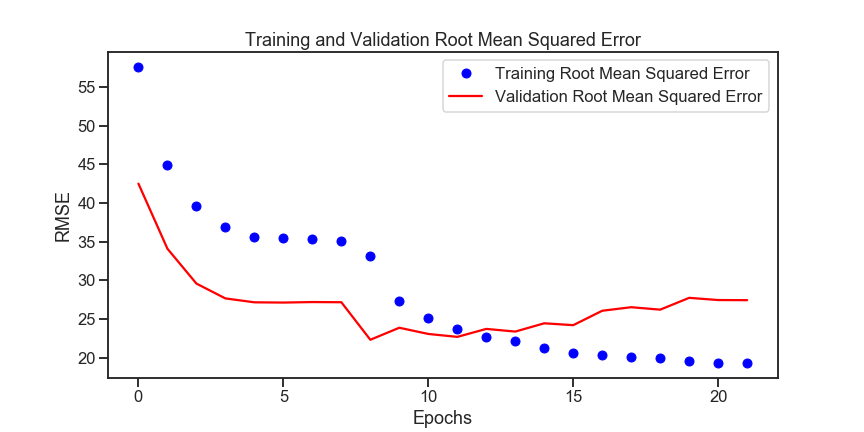 Training and Validation Root Mean Squared Error
Training Root Mean Squared Error
Validation Root Mean Squared Error
RMSE
55
50
45
40
35
30
25
20
0 5 10 15 20
Epochs